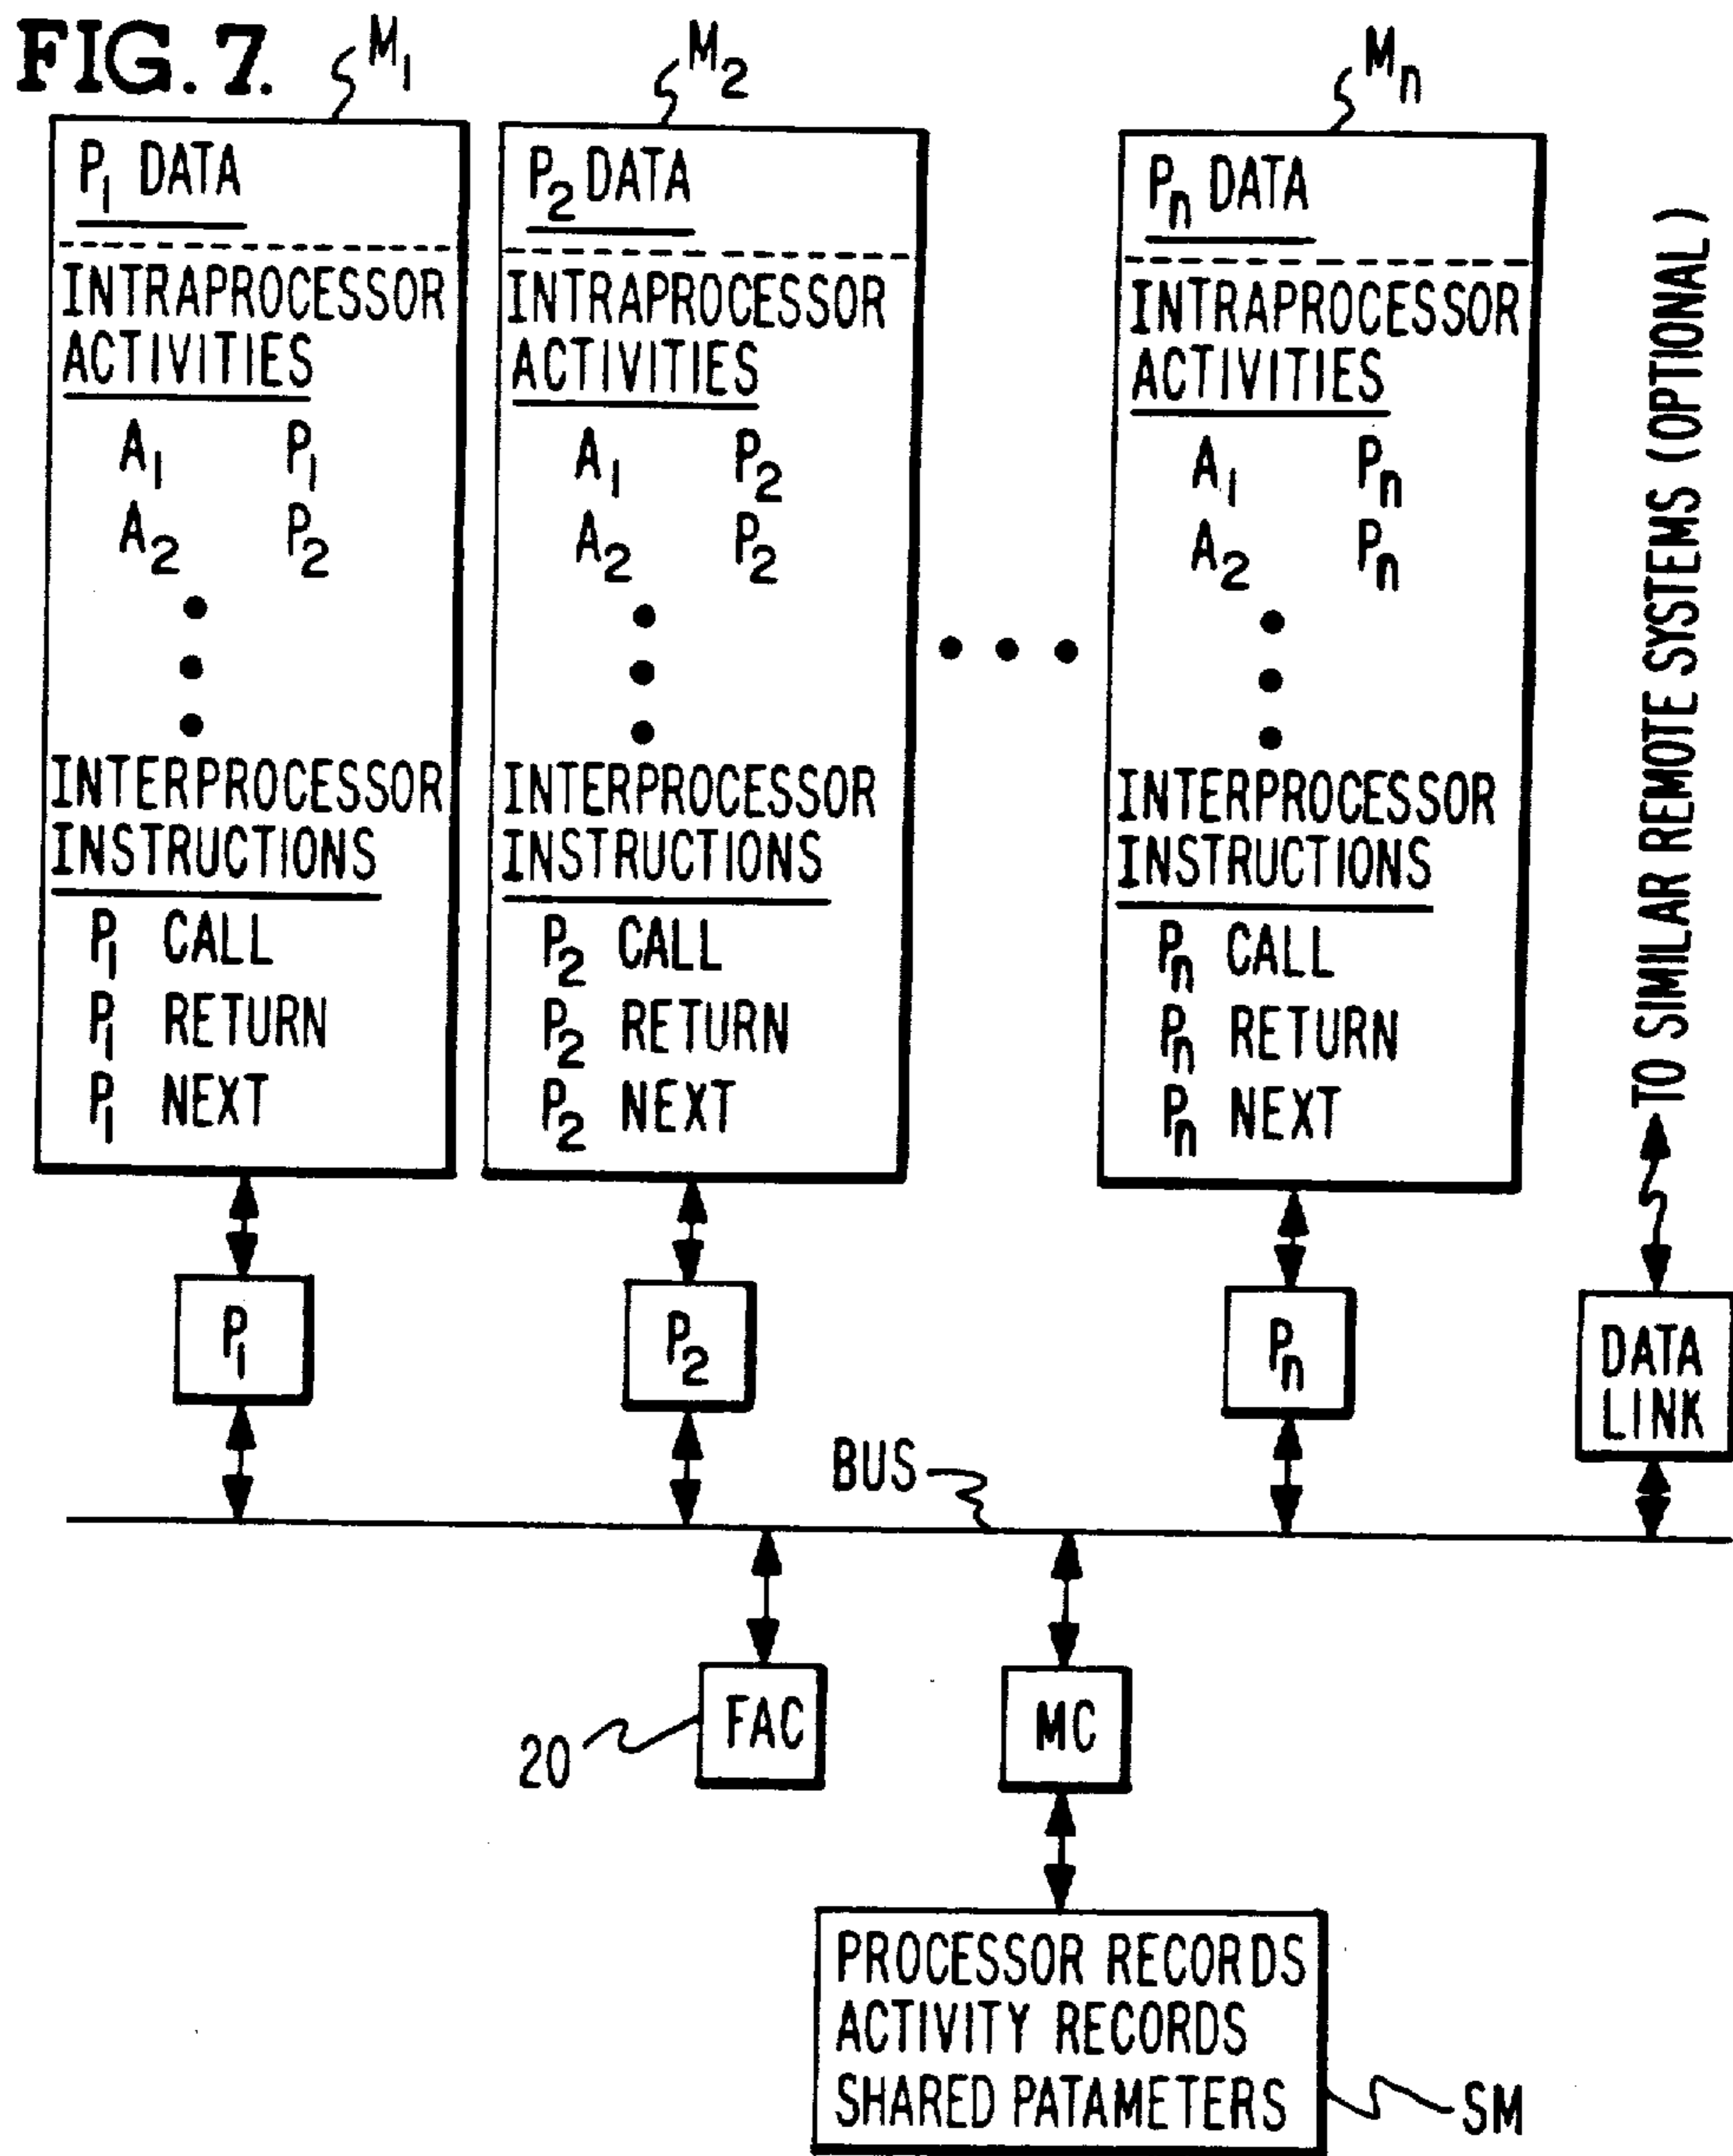 FIG. 7.
M1
M2
Mn
P1 DATA
INTRAPROCESSOR
ACTIVITIES
A1 P1
A2 P2
INTERPROCESSOR
INSTRUCTIONS
P1 CALL
P1 RETURN
P1 NEXT
P2 DATA
INTRAPROCESSOR
ACTIVITIES
A1 P2
A2 P2
INTERPROCESSOR
INSTRUCTIONS
P2 CALL
P2 RETURN
P2 NEXT
Pn DATA
INTRAPROCESSOR
ACTIVITIES
A1 Pn
A2 Pn
INTERPROCESSOR
INSTRUCTIONS
Pn CALL
Pn RETURN
Pn NEXT
TO SIMILAR REMOTE SYSTEMS (OPTIONAL)
P1
P2
Pn
DATA
LINK
BUS
20
FAC
MC
PROCESSOR RECORDS
ACTIVITY RECORDS
SHARED PATAMETERS
SM